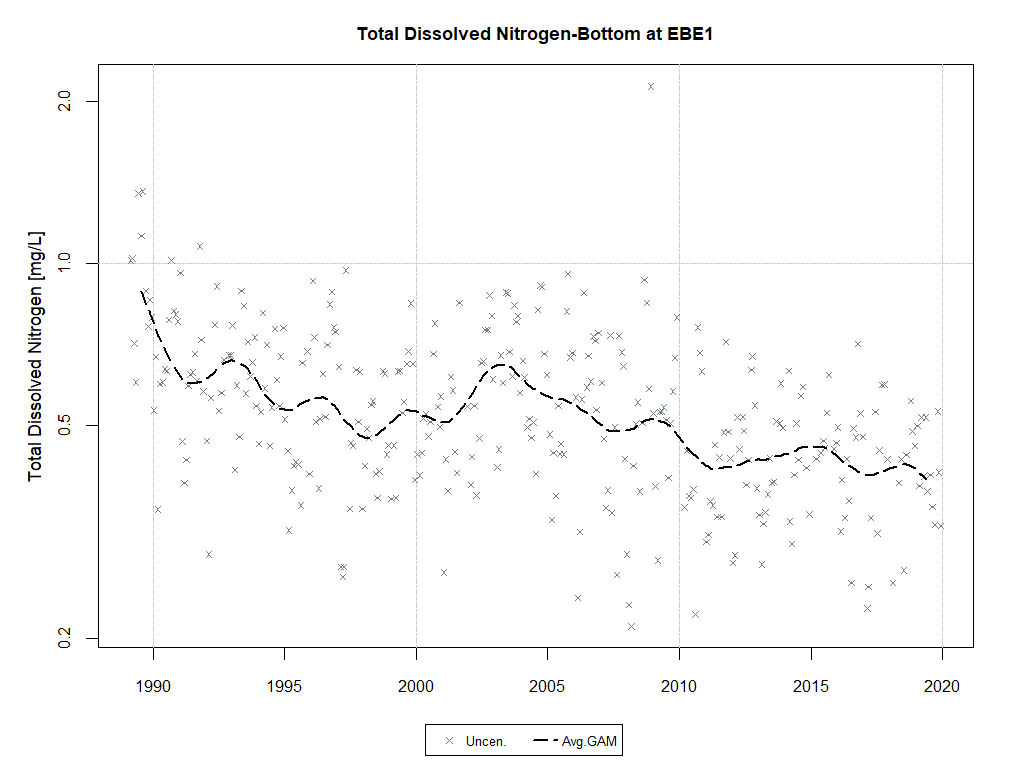 Total Dissolved Nitrogen-Bottom at EBE1
Total Dissolved Nitrogen [mg/L]
2.0
1.0
0.5
0.2
1990 1995 2000 2005 2010 2015 2020
Uncen. Avg.GAM